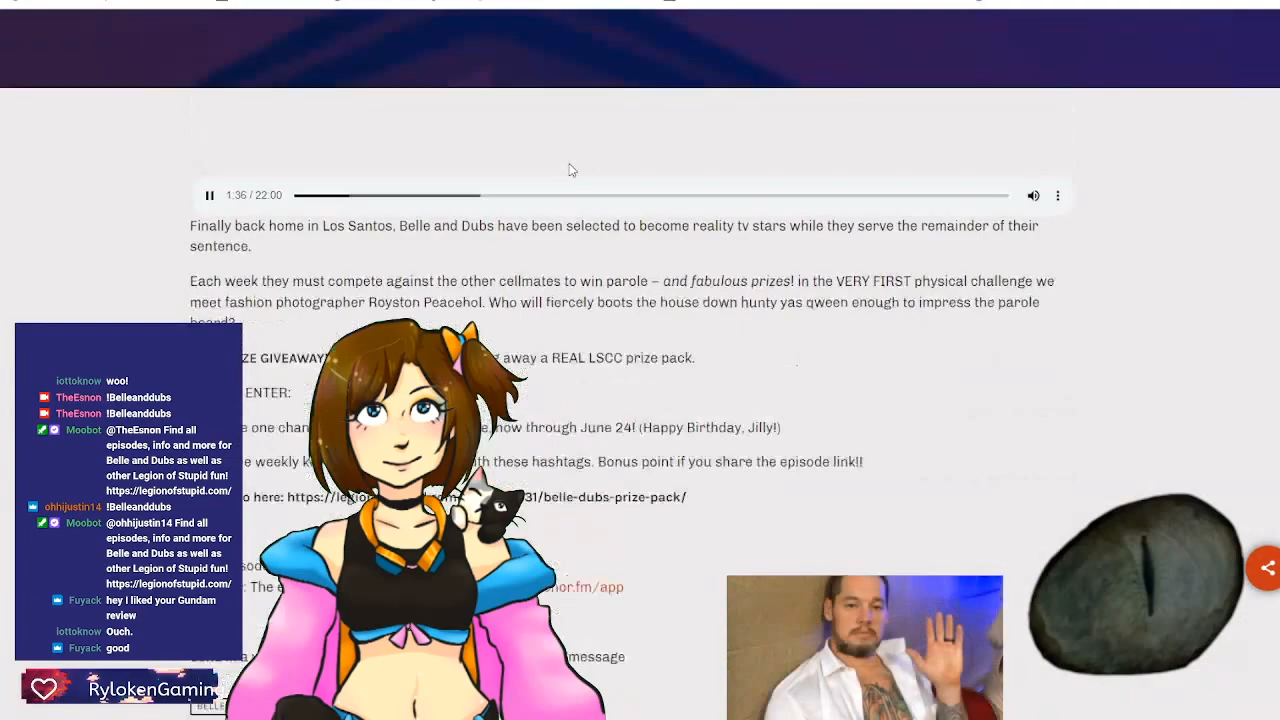 1:36 / 22:00
Finally back home in Los Santos, Belle and Dubs have been selected to become reality tv stars while they serve the remainder of their
sentence.
Each week they must compete against the other cellmates to win parole – and fabulous prizes! in the VERY FIRST physical challenge we
meet fashion photographer Royston Peacehol. Who will fiercely boots the house down hunty yas qween enough to impress the parole
board?
ZE GIVEAWAY
g away a REAL LSCC prize pack.
ENTER:
e one chan
now through June 24! (Happy Birthday, Jilly!)
e weekly k
th these hashtags. Bonus point if you share the episode link!!
o here: https://legio
31/belle-dubs-prize-pack/
: The e
hor.fm/app
message
BELLE
iottoknow woo!
TheEsnon !Belleanddubs
TheEsnon !Belleanddubs
Moobot @TheEsnon Find all
episodes, info and more for
Belle and Dubs as well as
other Legion of Stupid fun!
https://legionofstupid.com/
ohhijustin14 !Belleanddubs
Moobot @ohhijustin14 Find all
episodes, info and more for
Belle and Dubs as well as
other Legion of Stupid fun!
https://legionofstupid.com/
Fuyack hey I liked your Gundam
review
iottoknow Ouch.
Fuyack good
RylokenGamin